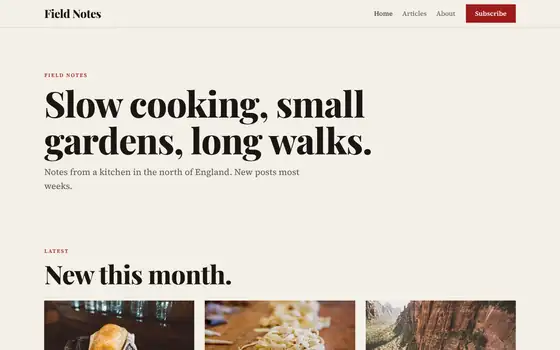 Field Notes
Home Articles About Subscribe
FIELD NOTES
Slow cooking, small
gardens, long walks.
Notes from a kitchen in the north of England. New posts most
weeks.
LATEST
New this month.